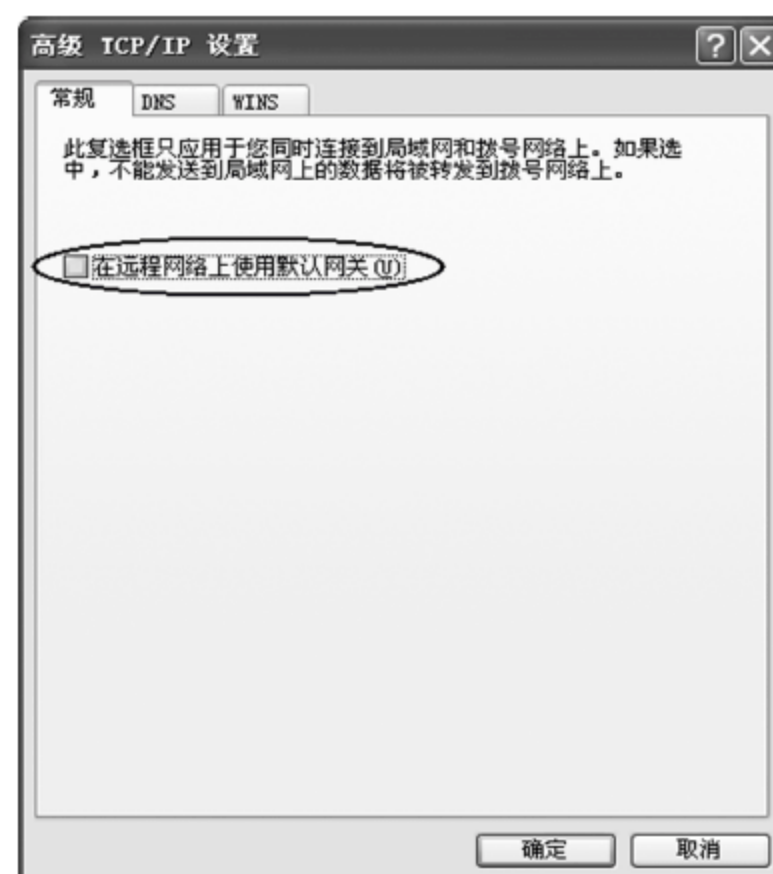 高级 TCP/IP 设置
常规 DNS WINS
此复选框只应用于您同时连接到局域网和拨号网络上。如果选
中，不能发送到局域网上的数据将被转发到拨号网络上。
在远程网络上使用默认网关(U)
确定 取消